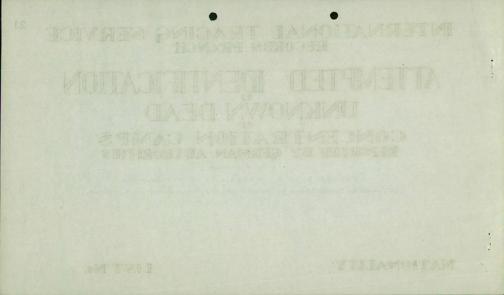 INTERNATIONAL TRACING SERVICE
RECORDS BRANCH
ATTEMPTED IDENTIFICATION
OF
UNKNOWN DEAD
CONCENTRATION CAMPS
REPORTED BY GERMAN AUTHORITIES
NATIONALITY
LIST No.